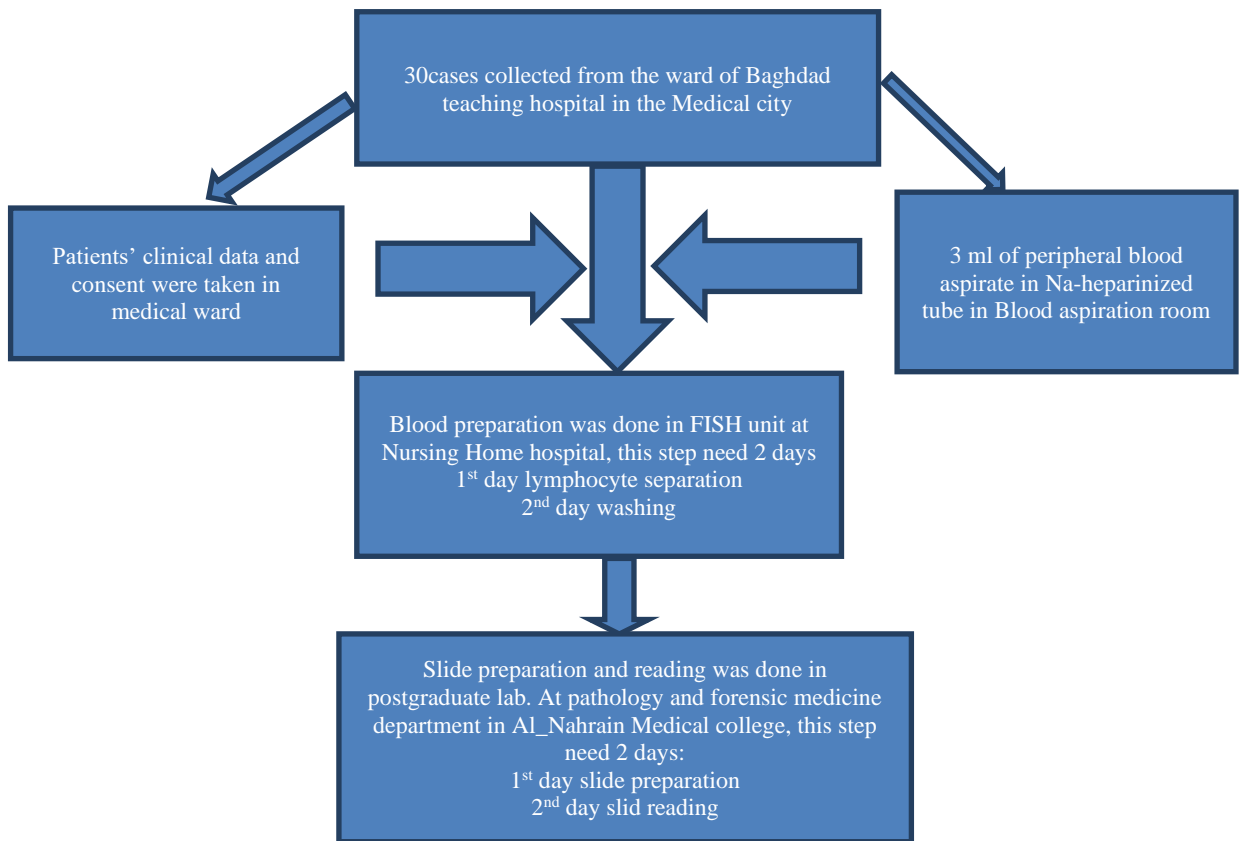 30cases collected from the ward of Baghdad
teaching hospital in the Medical city
Patients’ clinical data and
consent were taken in
medical ward
3 ml of peripheral blood
aspirate in Na-heparinized
tube in Blood aspiration room
Blood preparation was done in FISH unit at
Nursing Home hospital, this step need 2 days
1st day lymphocyte separation
2nd day washing
Slide preparation and reading was done in
postgraduate lab. At pathology and forensic medicine
department in Al_Nahrain Medical college, this step
need 2 days:
1st day slide preparation
2nd day slid reading